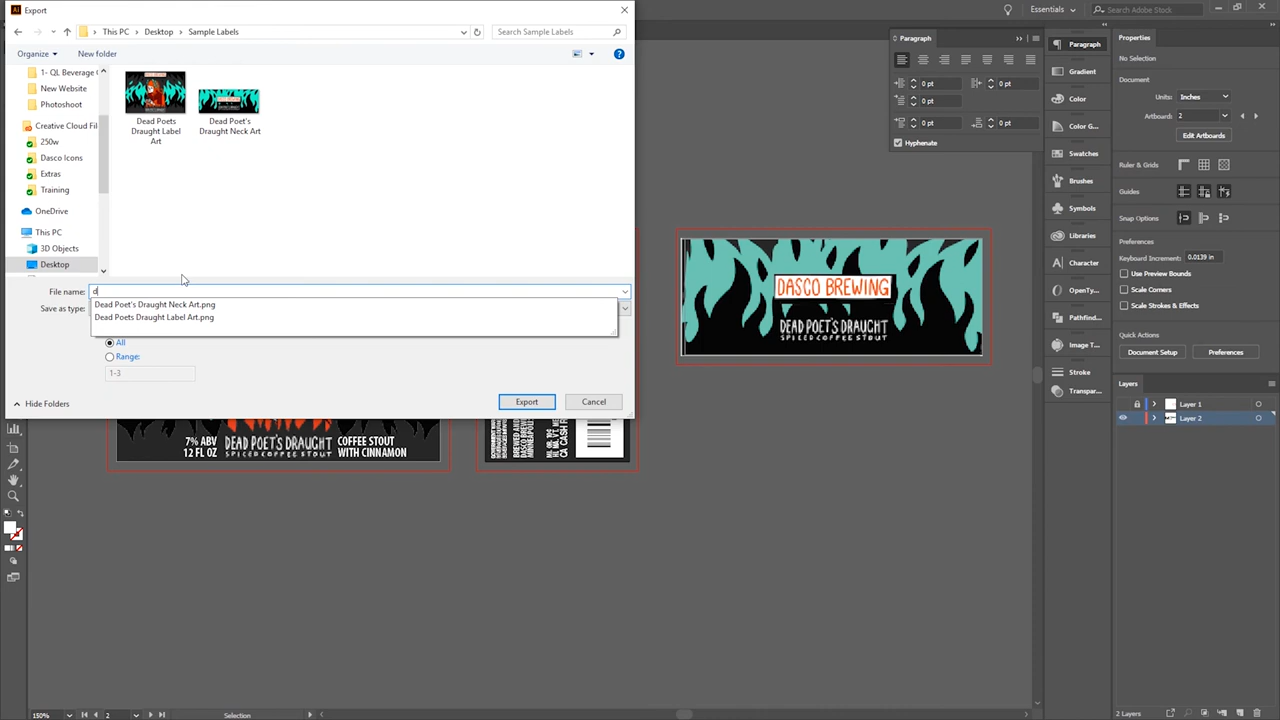 Export
Essentials
Search Adobe Stock
This PC > Desktop > Sample Labels
Search Sample Labels
Organize
New folder
1- QL Beverage
New Website
Photoshoot
Creative Cloud Fil
250w
Dasco Icons
Extras
Training
OneDrive
This PC
3D Objects
Desktop
Dead Poets
Draught Label
Art
Dead Poet's
Draught Neck Art
File name: d
Dead Poet's Draught Neck Art.png
Dead Poets Draught Label Art.png
Save as type:
All
Range:
1-3
Hide Folders
Export
Cancel
7% ABV
12 FL OZ
DEAD POET'S DRAUGHT
SPICED COFFEE STOUT
COFFEE STOUT
WITH CINNAMON
DASCO BREWING
DEAD POET'S DRAUGHT
SPICED COFFEE STOUT
Paragraph
0 pt
0 pt
0 pt
0 pt
0 pt
Hyphenate
Paragraph
Gradient
Color
Color G...
Swatches
Brushes
Symbols
Libraries
Character
OpenTy...
Pathfin...
Image T...
Stroke
Transpar...
Properties
No Selection
Document
Units: Inches
Artboard: 2
Edit Artboards
Ruler & Grids
Guides
Snap Options
Preferences
Keyboard Increment: 0.0139 in
Use Preview Bounds
Scale Corners
Scale Strokes & Effects
Quick Actions
Document Setup
Preferences
Layers
Layer 1
Layer 2
2 Layers
150%
2
Selection